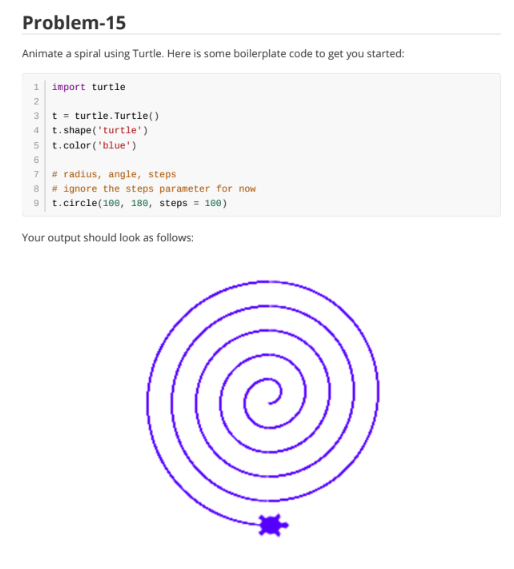 Problem-15
Animate a spiral using Turtle. Here is some boilerplate code to get you started:
1 import turtle
2
3 t = turtle.Turtle()
4 t.shape('turtle')
5 t.color('blue')
6
7 # radius, angle, steps
8 # ignore the steps parameter for now
9 t.circle(100, 180, steps = 100)
Your output should look as follows: